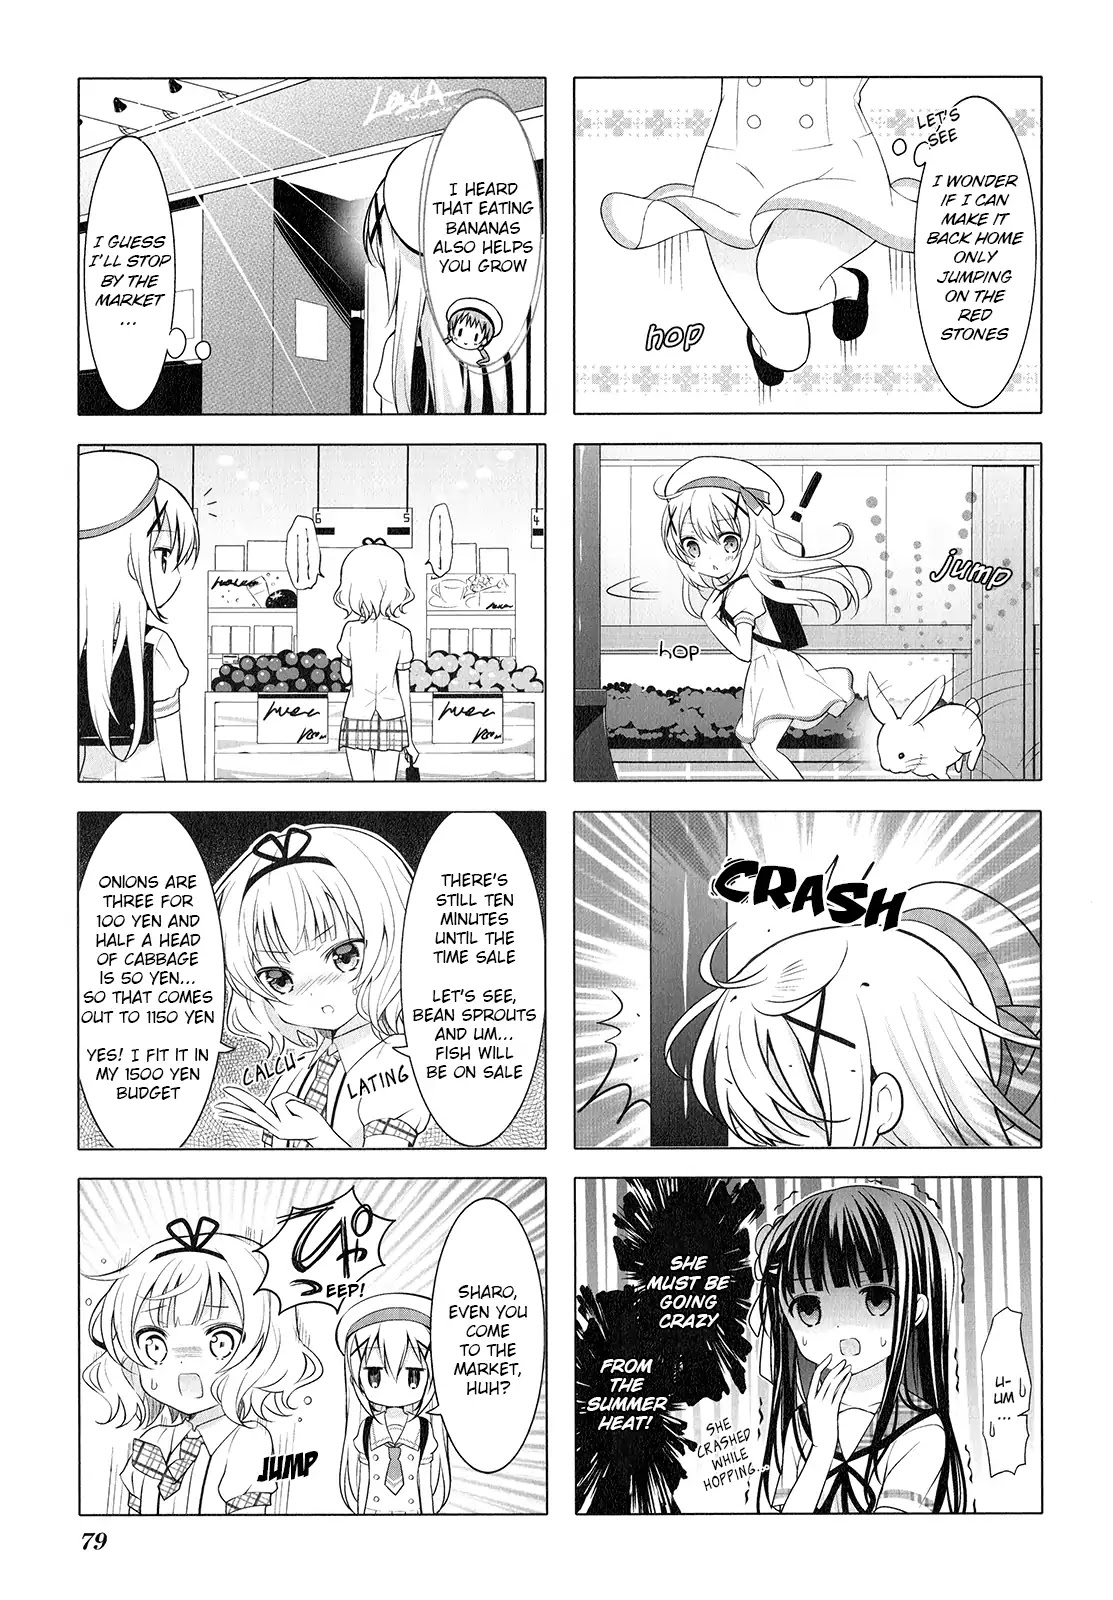 LET'S
SEE
I WONDER
IF I CAN
MAKE IT
BACK HOME
ONLY
JUMPING
ON THE
RED
STONES
hop
!
jump
hop
CRASH
U-
UM...
SHE
MUST BE
GOING
CRAZY
FROM
THE
SUMMER
HEAT!
SHE
CRASHED
WHILE
HOPPING...
I HEARD
THAT EATING
BANANAS
ALSO HELPS
YOU GROW
I GUESS
I'LL STOP
BY THE
MARKET
...
6
5
4
THERE'S
STILL TEN
MINUTES
UNTIL THE
TIME SALE
LET'S SEE,
BEAN SPROUTS
AND UM...
FISH WILL
BE ON SALE
CALCU-
LATING
ONIONS ARE
THREE FOR
100 YEN AND
HALF A HEAD
OF CABBAGE
IS 50 YEN...
SO THAT COMES
OUT TO 1150 YEN
YES! I FIT IT IN
MY 1500 YEN
BUDGET
SHARO,
EVEN YOU
COME
TO THE
MARKET,
HUH?
EEP!
JUMP
79